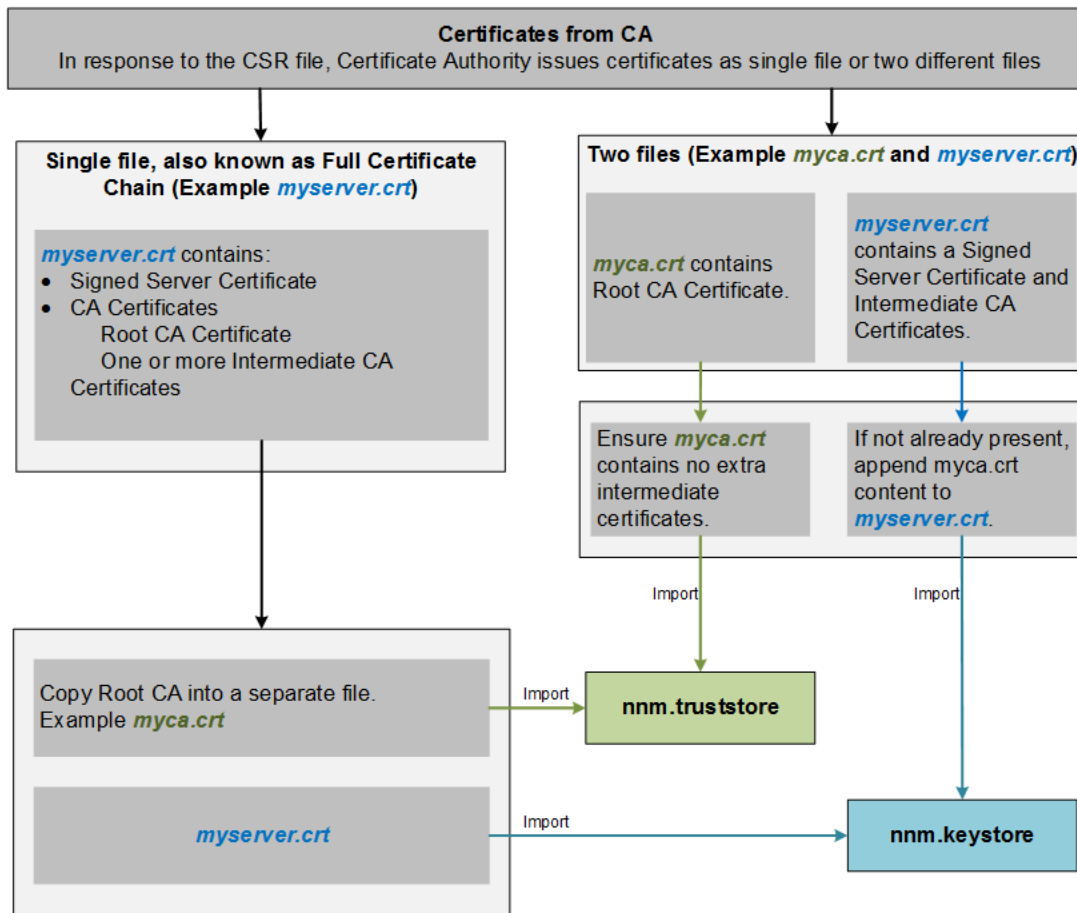 Certificates from CA
In response to the CSR file, Certificate Authority issues certificates as single file or two different files
Single file, also known as Full Certificate
Chain (Example myserver.crt)
myserver.crt contains:
• Signed Server Certificate
• CA Certificates
Root CA Certificate
One or more Intermediate CA
Certificates
Two files (Example myca.crt and myserver.crt)
myca.crt contains
Root CA Certificate.
myserver.crt
contains a Signed
Server Certificate and
Intermediate CA
Certificates.
Ensure myca.crt
contains no extra
intermediate
certificates.
If not already present,
append myca.crt
content to
myserver.crt.
Import
Import
Copy Root CA into a separate file.
Example myca.crt
Import
nnm.truststore
myserver.crt
Import
nnm.keystore